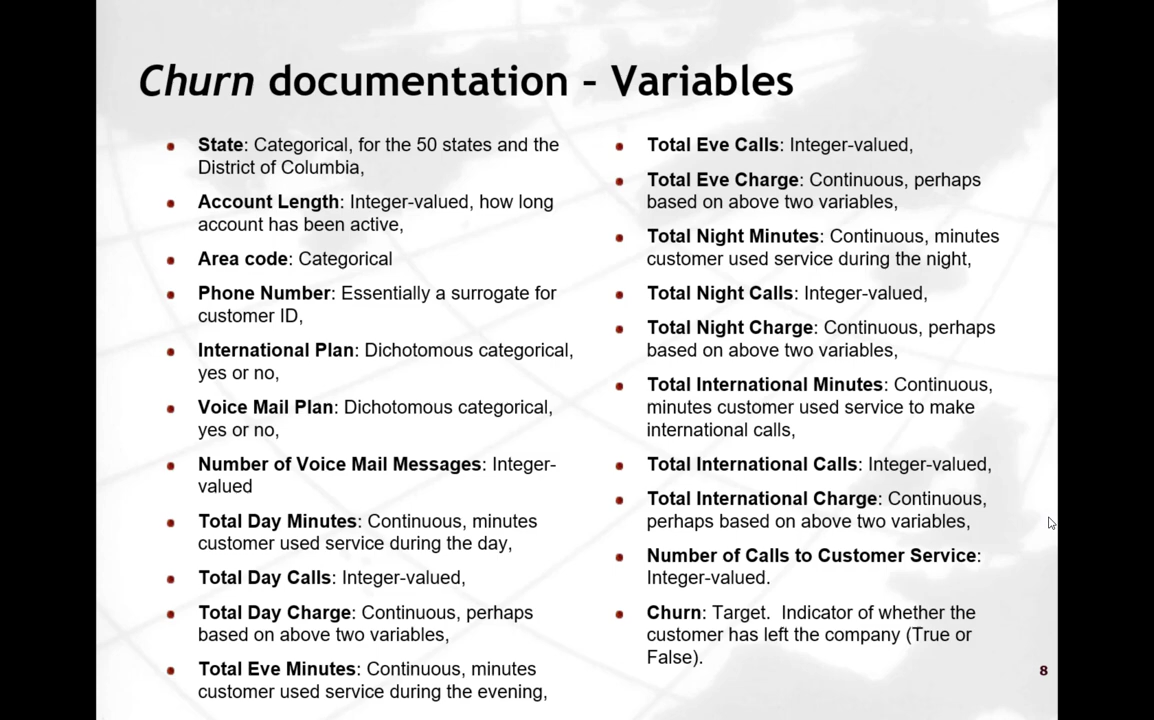 Churn documentation – Variables
State: Categorical, for the 50 states and the
District of Columbia,
Account Length: Integer-valued, how long
account has been active,
Area code: Categorical
Phone Number: Essentially a surrogate for
customer ID,
International Plan: Dichotomous categorical,
yes or no,
Voice Mail Plan: Dichotomous categorical,
yes or no,
Number of Voice Mail Messages: Integer-
valued
Total Day Minutes: Continuous, minutes
customer used service during the day,
Total Day Calls: Integer-valued,
Total Day Charge: Continuous, perhaps
based on above two variables,
Total Eve Minutes: Continuous, minutes
customer used service during the evening,
Total Eve Calls: Integer-valued,
Total Eve Charge: Continuous, perhaps
based on above two variables,
Total Night Minutes: Continuous, minutes
customer used service during the night,
Total Night Calls: Integer-valued,
Total Night Charge: Continuous, perhaps
based on above two variables,
Total International Minutes: Continuous,
minutes customer used service to make
international calls,
Total International Calls: Integer-valued,
Total International Charge: Continuous,
perhaps based on above two variables,
Number of Calls to Customer Service:
Integer-valued.
Churn: Target.  Indicator of whether the
customer has left the company (True or
False).
8